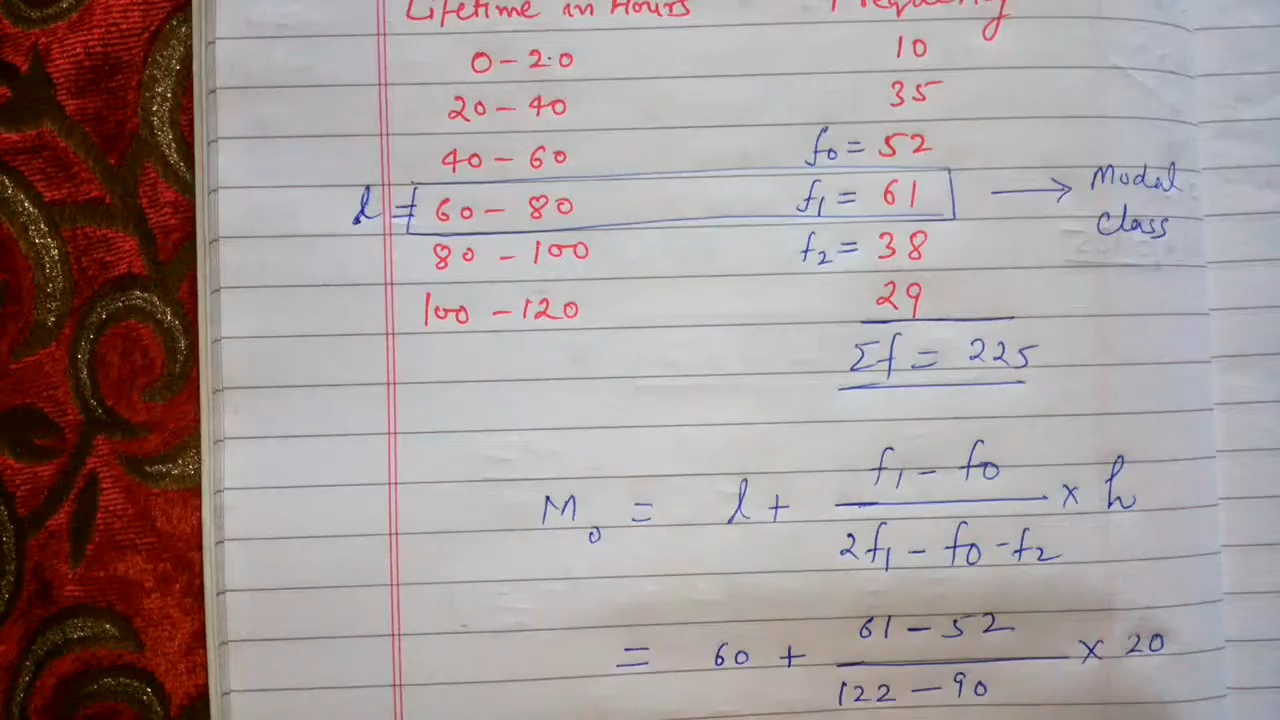 Lifetime in Hours Frequency
0 - 20 10
20 - 40 35
40 - 60 f0 = 52
l = 60 - 80 f1 = 61 → Modal class
80 - 100 f2 = 38
100 - 120 29
Σf = 225
M0 = l + (f1 - f0) / (2f1 - f0 - f2) × h
= 60 + (61 - 52) / (122 - 90) × 20